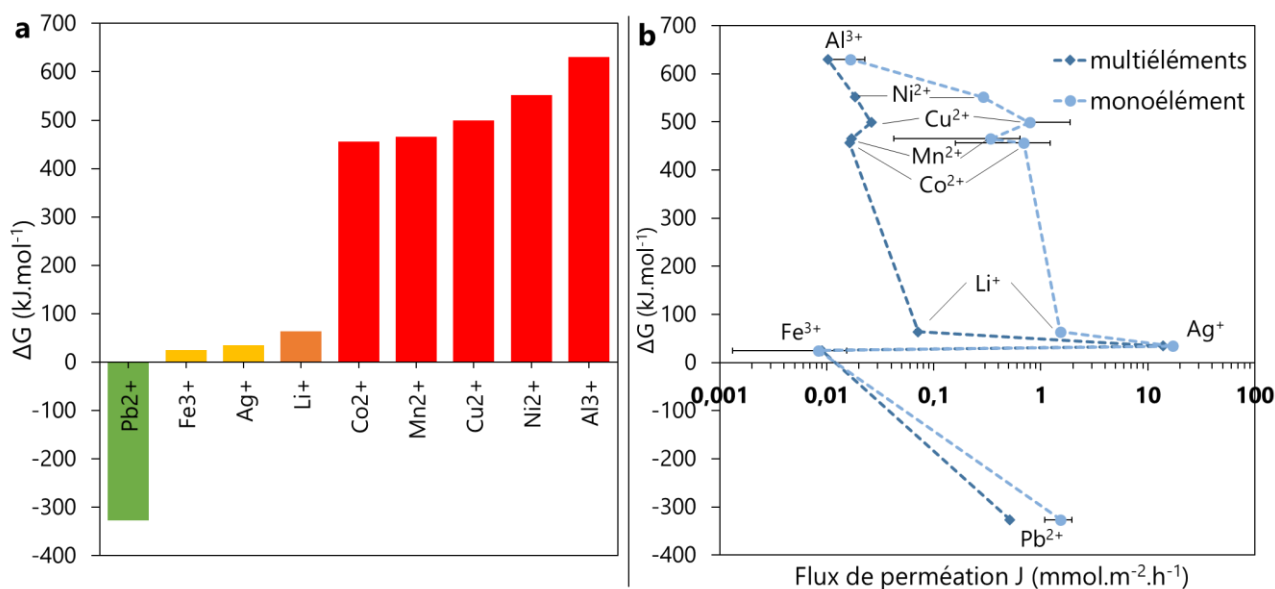 a
ΔG (kJ.mol⁻¹)
700
600
500
400
300
200
100
0
-100
-200
-300
-400
Pb2+
Fe3+
Ag+
Li+
Co2+
Mn2+
Cu2+
Ni2+
Al3+
b
ΔG (kJ.mol⁻¹)
700
600
500
400
300
200
100
0
-100
-200
-300
-400
0,001
0,01
0,1
1
10
100
Al³⁺
Ni²⁺
Cu²⁺
Mn²⁺
Co²⁺
Li⁺
Fe³⁺
Ag⁺
Pb²⁺
multiéléments
monoélément
Flux de perméation J (mmol.m⁻².h⁻¹)